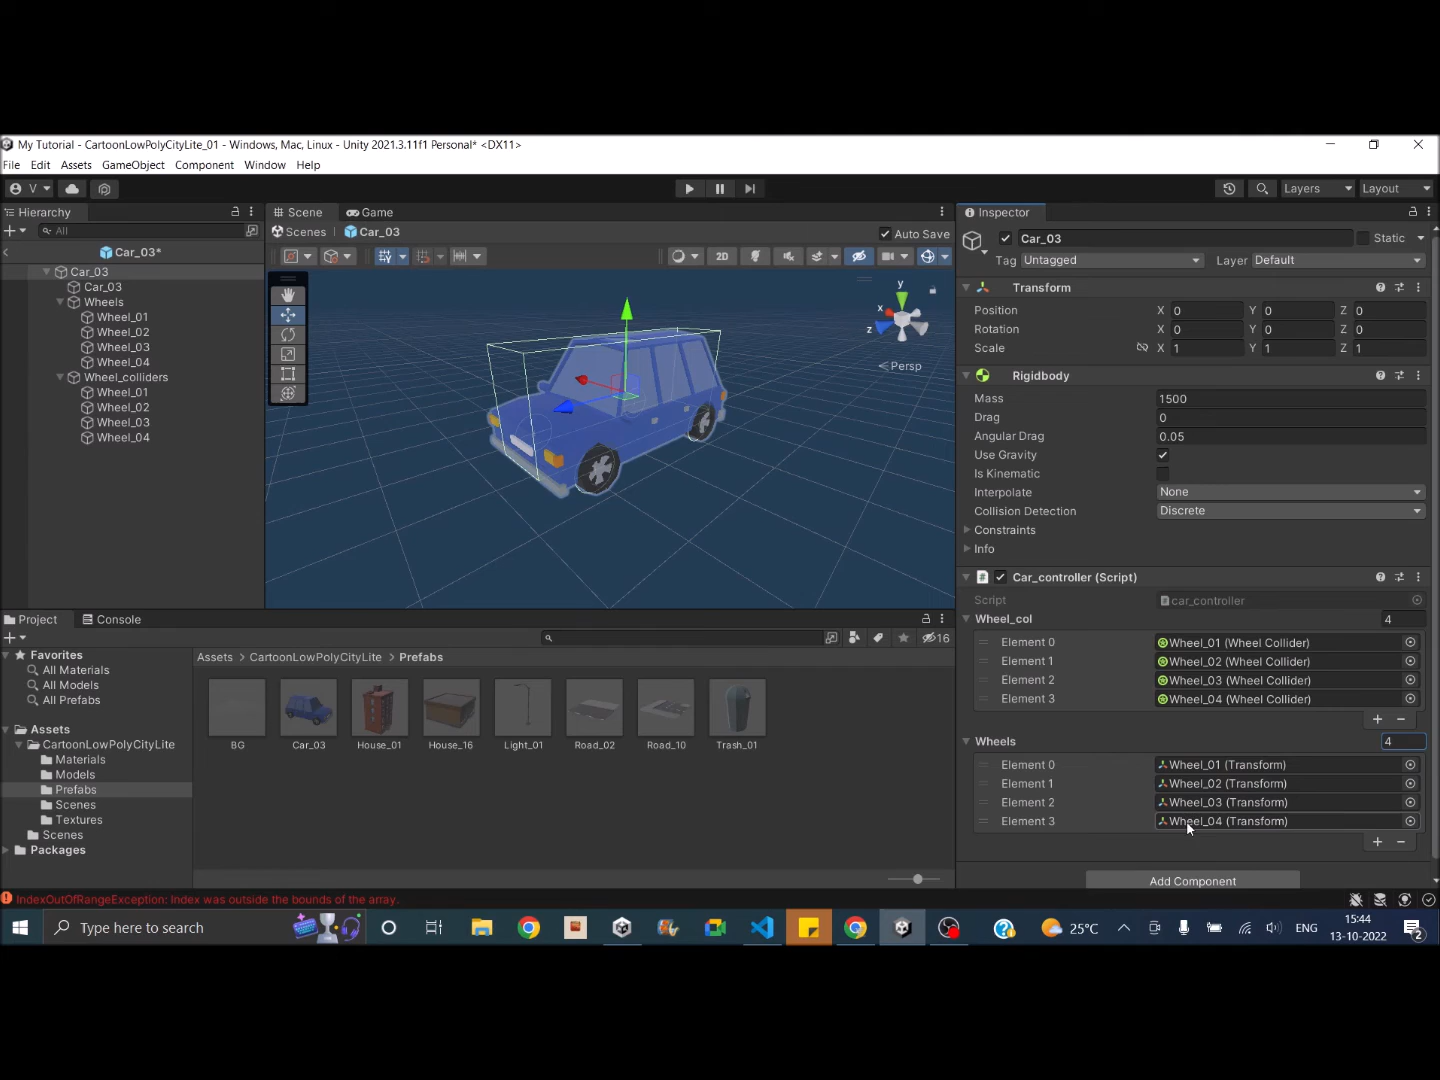 My Tutorial - CartoonLowPolyCityLite_01 - Windows, Mac, Linux - Unity 2021.3.11f1 Personal* <DX11>
File Edit Assets GameObject Component Window Help
V Layers Layout
Hierarchy
All
Car_03*
Car_03
Car_03
Wheels
Wheel_01
Wheel_02
Wheel_03
Wheel_04
Wheel_colliders
Wheel_01
Wheel_02
Wheel_03
Wheel_04
Scene Game
Scenes Car_03 Auto Save
2D
y
x
z
Persp
Inspector
Car_03 Static
Tag Untagged Layer Default
Transform
Position X 0 Y 0 Z 0
Rotation X 0 Y 0 Z 0
Scale X 1 Y 1 Z 1
Rigidbody
Mass 1500
Drag 0
Angular Drag 0.05
Use Gravity
Is Kinematic
Interpolate None
Collision Detection Discrete
Constraints
Info
# Car_controller (Script)
Script car_controller
Wheel_col 4
Element 0 Wheel_01 (Wheel Collider)
Element 1 Wheel_02 (Wheel Collider)
Element 2 Wheel_03 (Wheel Collider)
Element 3 Wheel_04 (Wheel Collider)
Wheels 4
Element 0 Wheel_01 (Transform)
Element 1 Wheel_02 (Transform)
Element 2 Wheel_03 (Transform)
Element 3 Wheel_04 (Transform)
Add Component
Project Console
16
Favorites
All Materials
All Models
All Prefabs
Assets
CartoonLowPolyCityLite
Materials
Models
Prefabs
Scenes
Textures
Scenes
Packages
Assets > CartoonLowPolyCityLite > Prefabs
BG Car_03 House_01 House_16 Light_01 Road_02 Road_10 Trash_01
IndexOutOfRangeException: Index was outside the bounds of the array.
Type here to search
25°C
ENG
15:44
13-10-2022
2